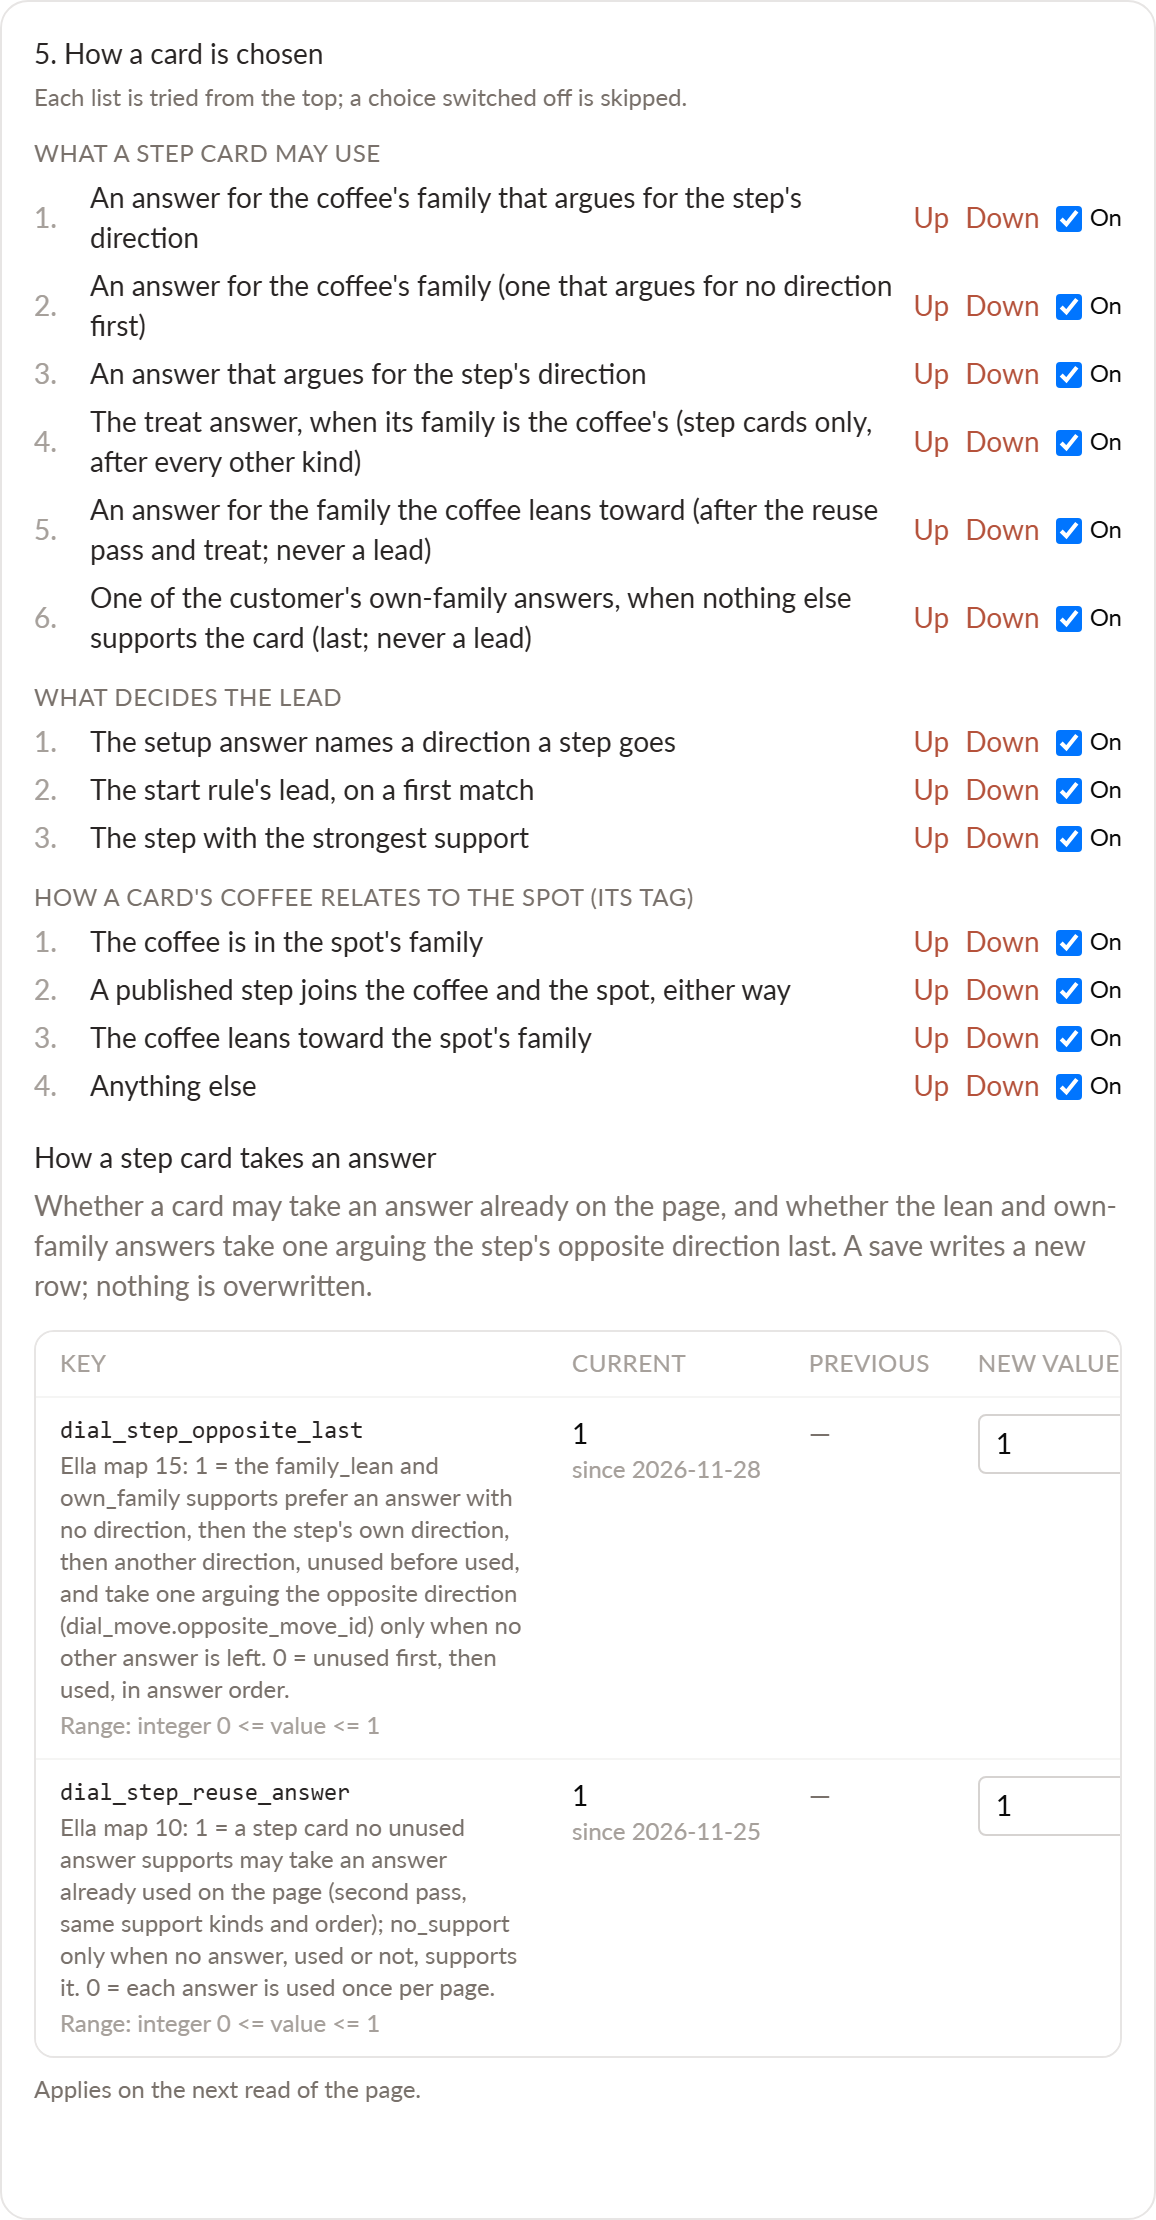 5. How a card is chosen
Each list is tried from the top; a choice switched off is skipped.
WHAT A STEP CARD MAY USE
1. An answer for the coffee's family that argues for the step's
direction Up Down On
2. An answer for the coffee's family (one that argues for no direction
first) Up Down On
3. An answer that argues for the step's direction Up Down On
4. The treat answer, when its family is the coffee's (step cards only,
after every other kind) Up Down On
5. An answer for the family the coffee leans toward (after the reuse
pass and treat; never a lead) Up Down On
6. One of the customer's own-family answers, when nothing else
supports the card (last; never a lead) Up Down On
WHAT DECIDES THE LEAD
1. The setup answer names a direction a step goes Up Down On
2. The start rule's lead, on a first match Up Down On
3. The step with the strongest support Up Down On
HOW A CARD'S COFFEE RELATES TO THE SPOT (ITS TAG)
1. The coffee is in the spot's family Up Down On
2. A published step joins the coffee and the spot, either way Up Down On
3. The coffee leans toward the spot's family Up Down On
4. Anything else Up Down On
How a step card takes an answer
Whether a card may take an answer already on the page, and whether the lean and own-
family answers take one arguing the step's opposite direction last. A save writes a new
row; nothing is overwritten.
KEY CURRENT PREVIOUS NEW VALUE
dial_step_opposite_last 1 — 1
since 2026-11-28
Ella map 15: 1 = the family_lean and
own_family supports prefer an answer with
no direction, then the step's own direction,
then another direction, unused before used,
and take one arguing the opposite direction
(dial_move.opposite_move_id) only when no
other answer is left. 0 = unused first, then
used, in answer order.
Range: integer 0 <= value <= 1
dial_step_reuse_answer 1 — 1
since 2026-11-25
Ella map 10: 1 = a step card no unused
answer supports may take an answer
already used on the page (second pass,
same support kinds and order); no_support
only when no answer, used or not, supports
it. 0 = each answer is used once per page.
Range: integer 0 <= value <= 1
Applies on the next read of the page.